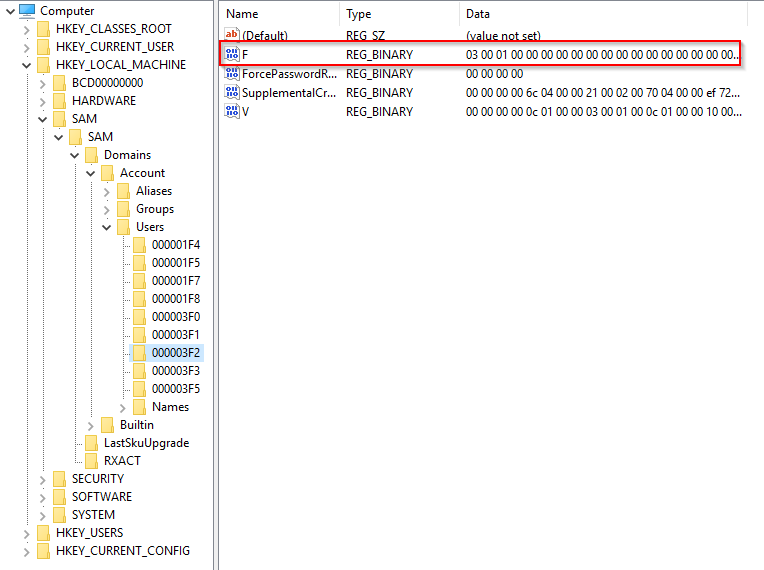 Computer
HKEY_CLASSES_ROOT
HKEY_CURRENT_USER
HKEY_LOCAL_MACHINE
BCD00000000
HARDWARE
SAM
SAM
Domains
Account
Aliases
Groups
Users
000001F4
000001F5
000001F7
000001F8
000003F0
000003F1
000003F2
000003F3
000003F5
Names
Builtin
LastSkuUpgrade
RXACT
SECURITY
SOFTWARE
SYSTEM
HKEY_USERS
HKEY_CURRENT_CONFIG
Name Type Data
(Default) REG_SZ (value not set)
F REG_BINARY 03 00 01 00 00 00 00 00 00 00 00 00 00 00 00 00 00 00...
ForcePasswordR... REG_BINARY 00 00 00 00
SupplementalCr... REG_BINARY 00 00 00 00 6c 04 00 00 21 00 02 00 70 04 00 00 ef 72...
V REG_BINARY 00 00 00 00 0c 01 00 00 03 00 01 00 0c 01 00 00 10 00...